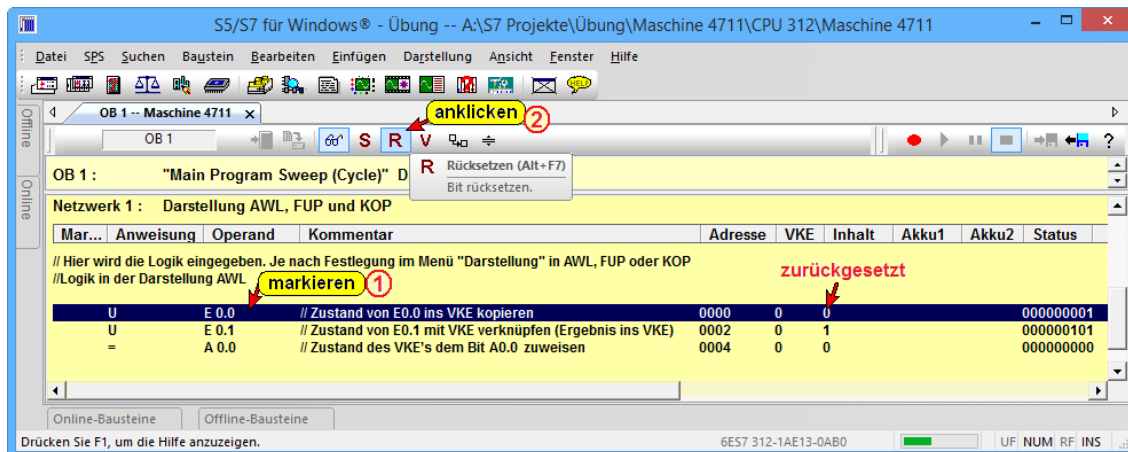 S5/S7 für Windows® - Übung -- A:\S7 Projekte\Übung\Maschine 4711\CPU 312\Maschine 4711
Datei SPS Suchen Baustein Bearbeiten Einfügen Darstellung Ansicht Fenster Hilfe
HELP
OB 1 -- Maschine 4711 x
anklicken 2
Offline
OB 1 S R V ?
R Rücksetzen (Alt+F7)
Bit rücksetzen.
OB 1 : "Main Program Sweep (Cycle)" D
Online
Netzwerk 1 : Darstellung AWL, FUP und KOP
Mar... Anweisung Operand Kommentar Adresse VKE Inhalt Akku1 Akku2 Status
// Hier wird die Logik eingegeben. Je nach Festlegung im Menü "Darstellung" in AWL, FUP oder KOP
//Logik in der Darstellung AWL
markieren 1
zurückgesetzt
U E 0.0 // Zustand von E0.0 ins VKE kopieren 0000 0 0 000000001
U E 0.1 // Zustand von E0.1 mit VKE verknüpfen (Ergebnis ins VKE) 0002 0 1 000000101
= A 0.0 // Zustand des VKE's dem Bit A0.0 zuweisen 0004 0 0 000000000
Online-Bausteine Offline-Bausteine
Drücken Sie F1, um die Hilfe anzuzeigen. 6ES7 312-1AE13-0AB0 UF NUM RF INS